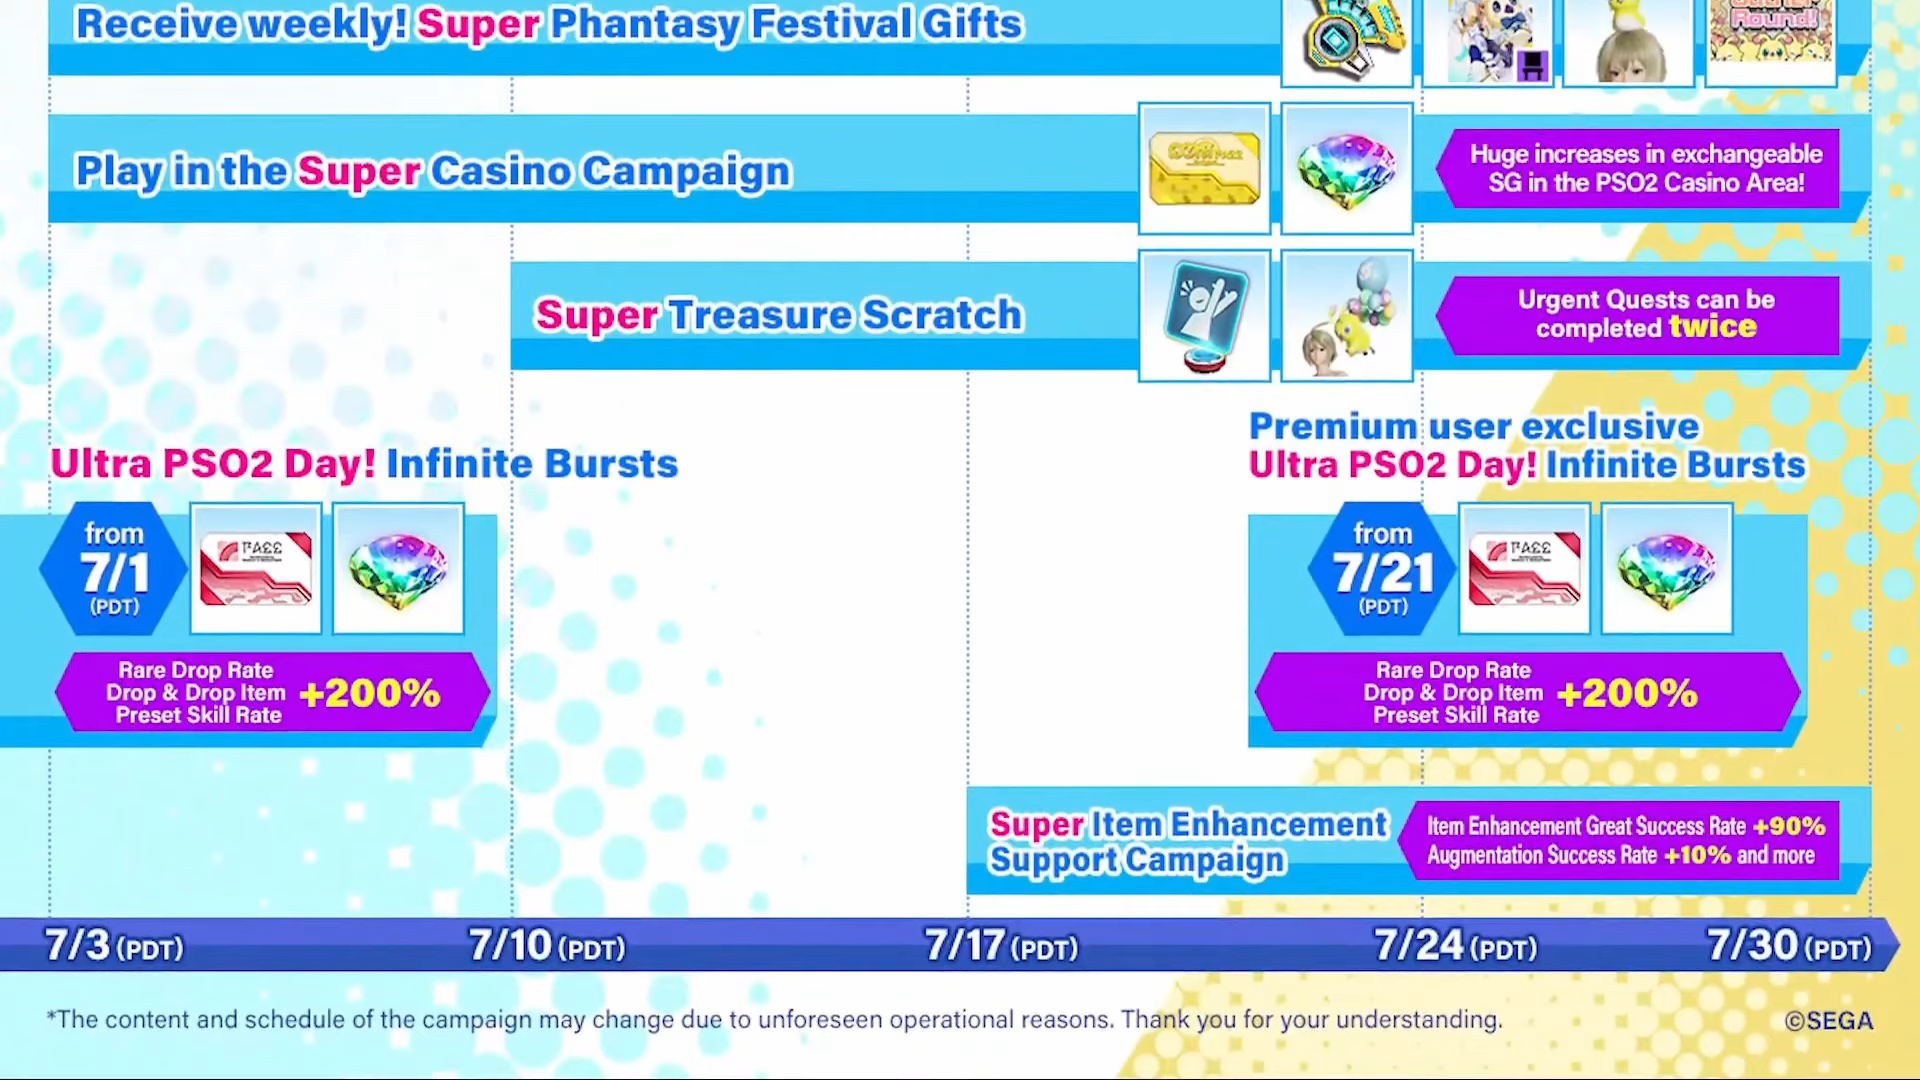 Receive weekly! Super Phantasy Festival Gifts
Round!
Play in the Super Casino Campaign
Huge increases in exchangeable
SG in the PSO2 Casino Area!
Super Treasure Scratch
Urgent Quests can be
completed twice
Ultra PSO2 Day! Infinite Bursts
from
7/1
(PDT)
Rare Drop Rate
Drop & Drop Item
Preset Skill Rate
+200%
Premium user exclusive
Ultra PSO2 Day! Infinite Bursts
from
7/21
(PDT)
Rare Drop Rate
Drop & Drop Item
Preset Skill Rate
+200%
Super Item Enhancement
Support Campaign
Item Enhancement Great Success Rate +90%
Augmentation Success Rate +10% and more
7/3 (PDT)
7/10 (PDT)
7/17 (PDT)
7/24 (PDT)
7/30 (PDT)
*The content and schedule of the campaign may change due to unforeseen operational reasons. Thank you for your understanding.
©SEGA